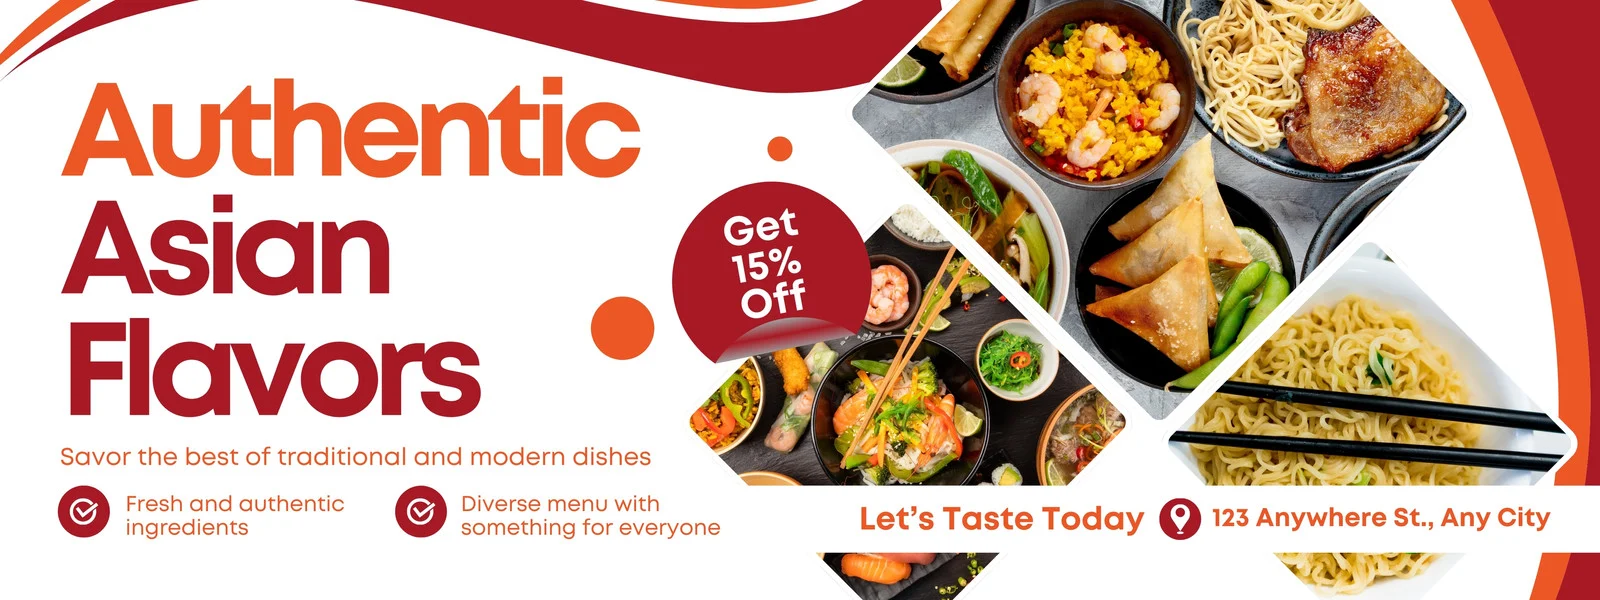 Authentic
Asian
Flavors
Get
15%
Off
Savor the best of traditional and modern dishes
Fresh and authentic
ingredients
Diverse menu with
something for everyone
Let's Taste Today
123 Anywhere St., Any City